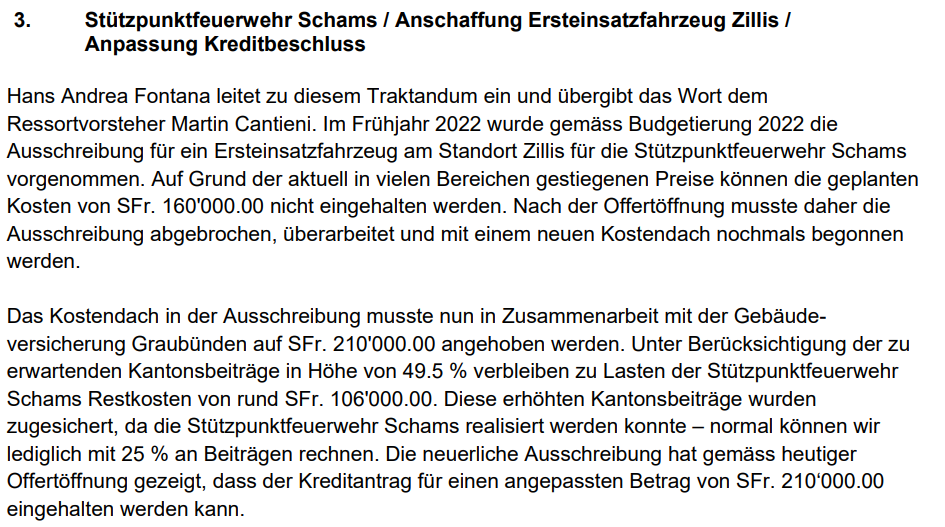 3. Stützpunktfeuerwehr Schams / Anschaffung Ersteinsatzfahrzeug Zillis /
Anpassung Kreditbeschluss
Hans Andrea Fontana leitet zu diesem Traktandum ein und übergibt das Wort dem
Ressortvorsteher Martin Cantieni. Im Frühjahr 2022 wurde gemäss Budgetierung 2022 die
Ausschreibung für ein Ersteinsatzfahrzeug am Standort Zillis für die Stützpunktfeuerwehr Schams
vorgenommen. Auf Grund der aktuell in vielen Bereichen gestiegenen Preise können die geplanten
Kosten von SFr. 160'000.00 nicht eingehalten werden. Nach der Offertöffnung musste daher die
Ausschreibung abgebrochen, überarbeitet und mit einem neuen Kostendach nochmals begonnen
werden.
Das Kostendach in der Ausschreibung musste nun in Zusammenarbeit mit der Gebäude-
versicherung Graubünden auf SFr. 210'000.00 angehoben werden. Unter Berücksichtigung der zu
erwartenden Kantonsbeiträge in Höhe von 49.5 % verbleiben zu Lasten der Stützpunktfeuerwehr
Schams Restkosten von rund SFr. 106'000.00. Diese erhöhten Kantonsbeiträge wurden
zugesichert, da die Stützpunktfeuerwehr Schams realisiert werden konnte – normal können wir
lediglich mit 25 % an Beiträgen rechnen. Die neuerliche Ausschreibung hat gemäss heutiger
Offertöffnung gezeigt, dass der Kreditantrag für einen angepassten Betrag von SFr. 210‘000.00
eingehalten werden kann.